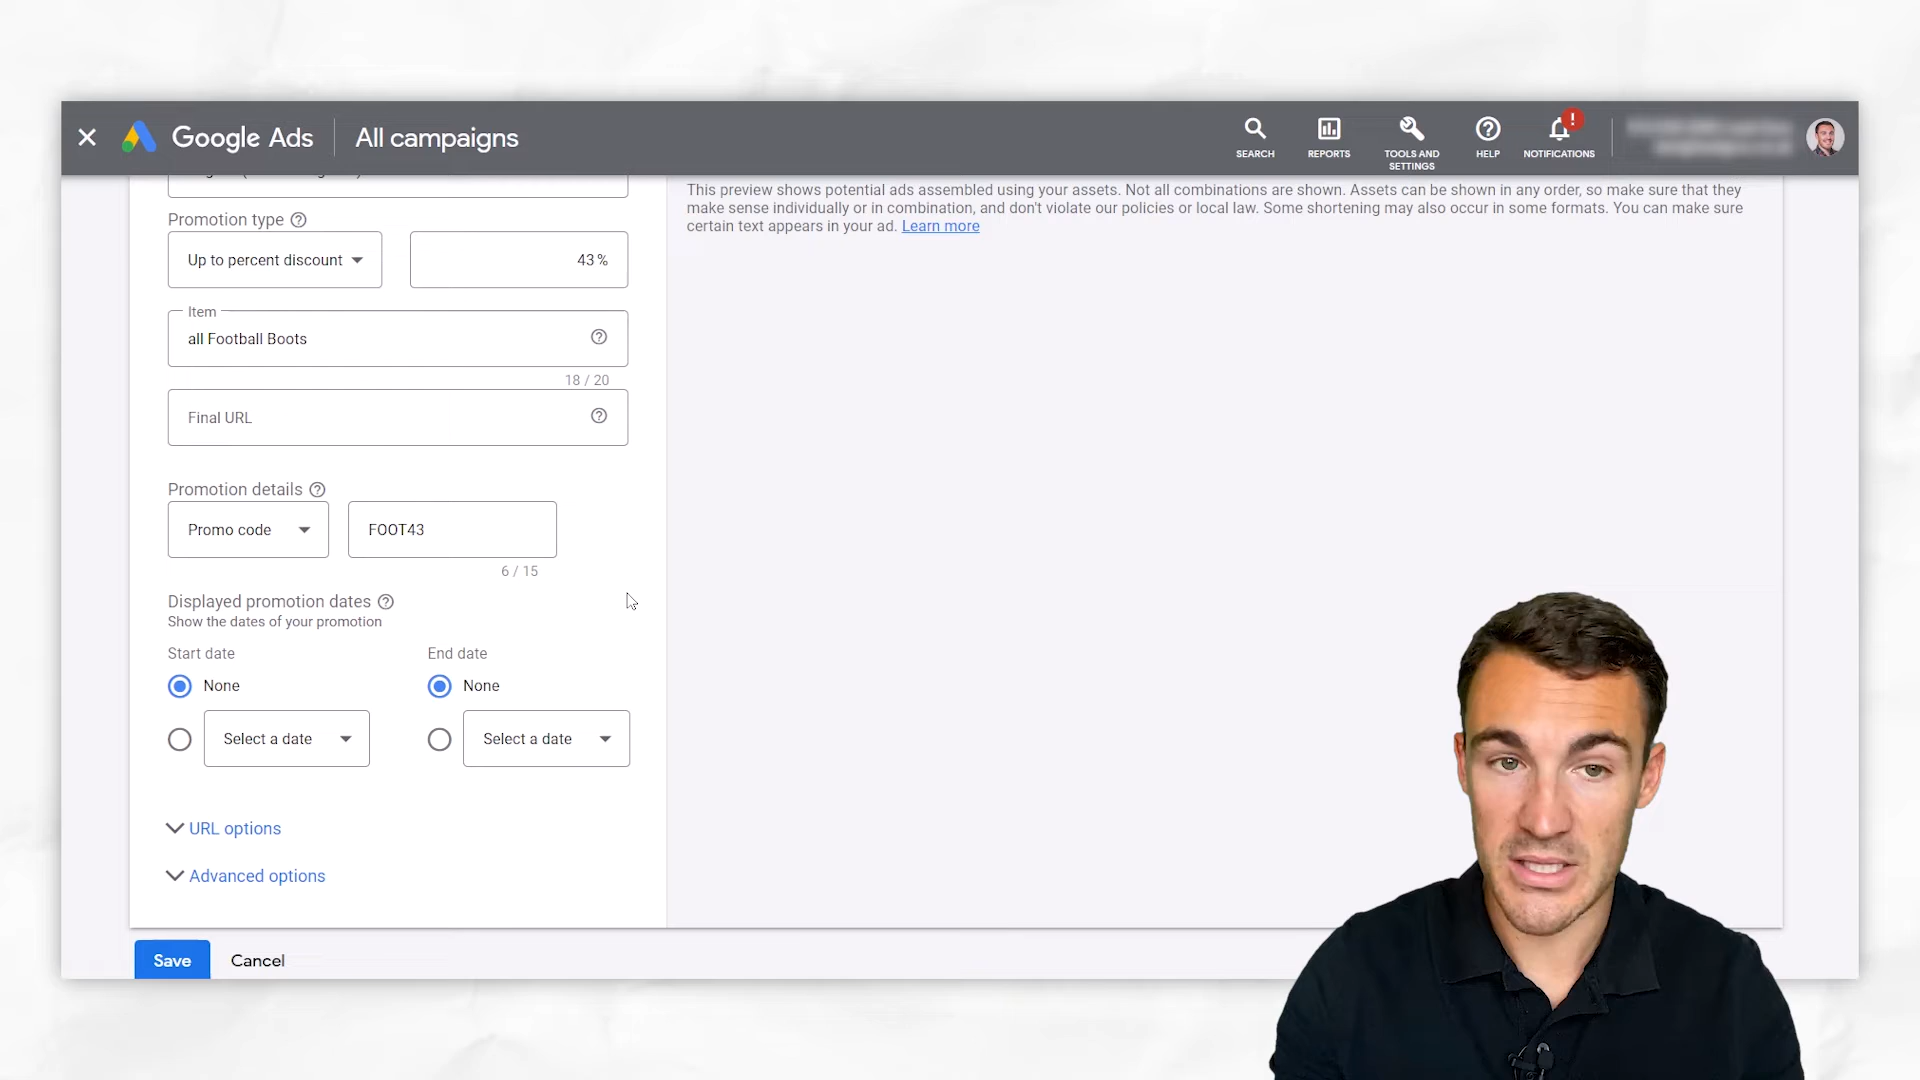 Google Ads
All campaigns
SEARCH
REPORTS
TOOLS AND
SETTINGS
HELP
!
NOTIFICATIONS
This preview shows potential ads assembled using your assets. Not all combinations are shown. Assets can be shown in any order, so make sure that they
make sense individually or in combination, and don't violate our policies or local law. Some shortening may also occur in some formats. You can make sure
certain text appears in your ad. Learn more
Promotion type
Up to percent discount
43%
Item
all Football Boots
18 / 20
Final URL
Promotion details
Promo code
FOOT43
6 / 15
Displayed promotion dates
Show the dates of your promotion
Start date
End date
None
None
Select a date
Select a date
URL options
Advanced options
Save
Cancel